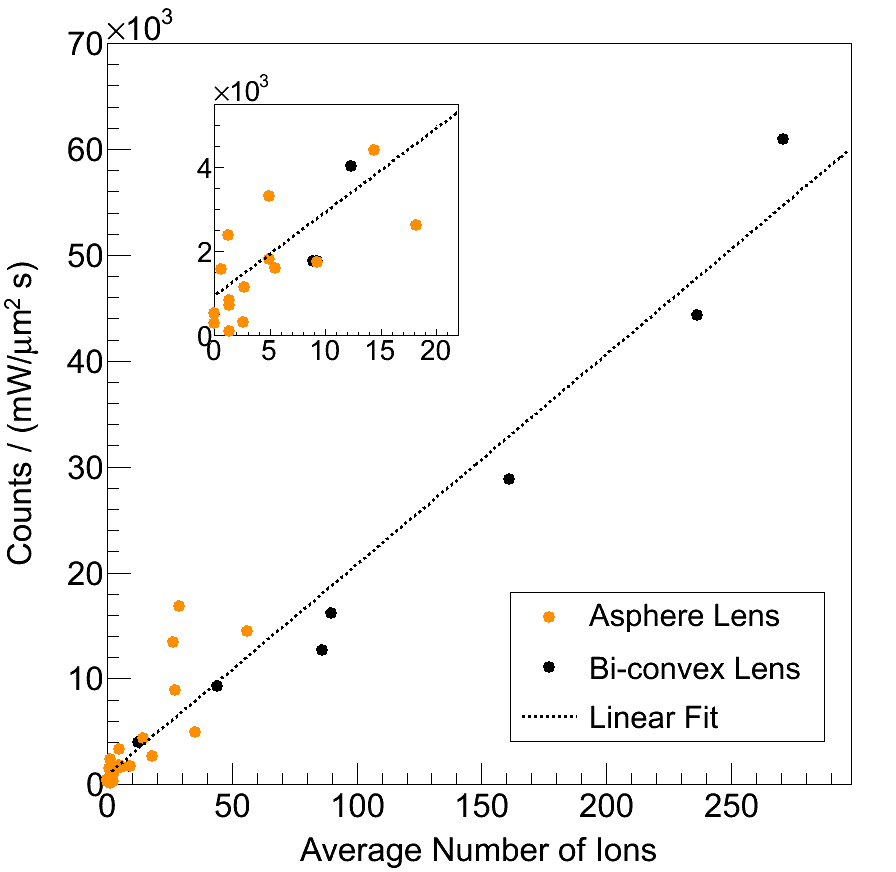 ×10³
70
60
50
40
30
20
10
0
0 50 100 150 200 250
Counts / (mW/μm² s)
Average Number of Ions
×10³
4
2
0
0 5 10 15 20
Asphere Lens
Bi-convex Lens
Linear Fit